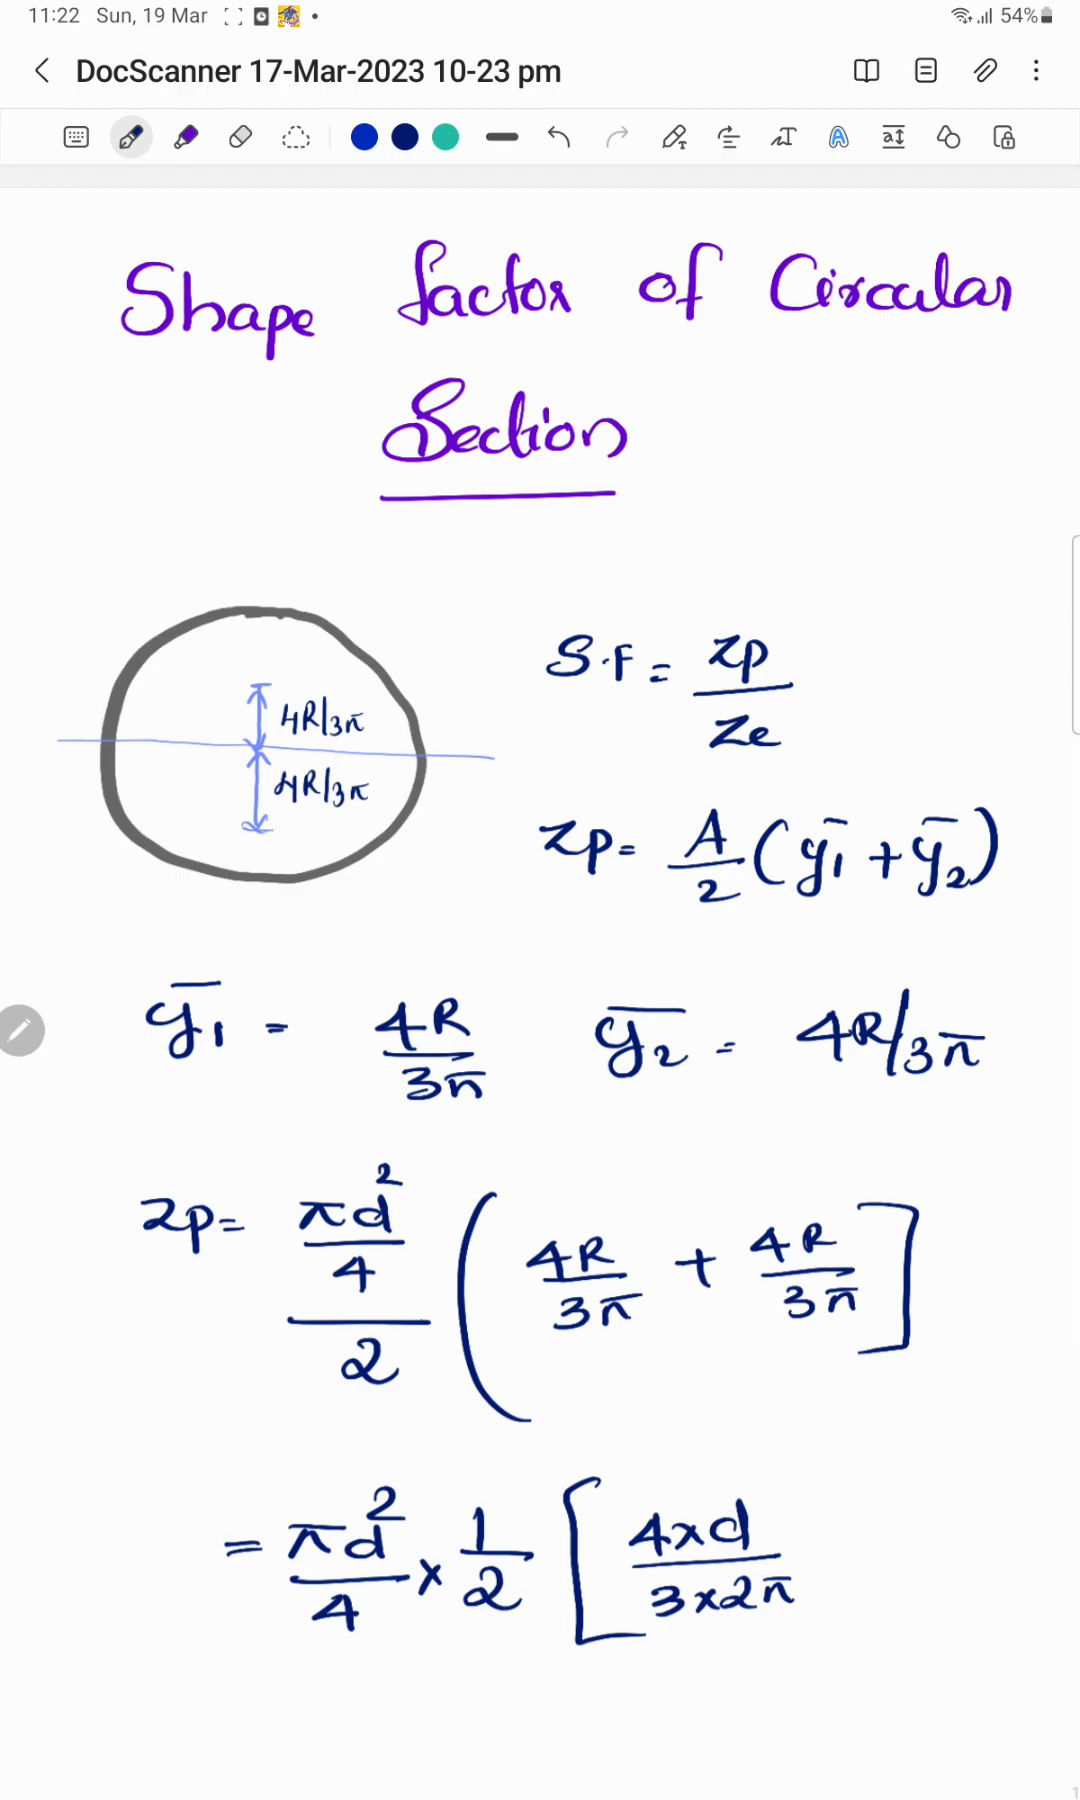 11:22 Sun, 19 Mar 54%
DocScanner 17-Mar-2023 10-23 pm
Shape factor of Circular
Section
4R/3π
4R/3π
S.F = Zp/Ze
Zp = A/2 (ȳ1 + ȳ2)
ȳ1 = 4R/3π ȳ2 = 4R/3π
Zp = (πd²/4)/2 ( 4R/3π + 4R/3π ]
= πd²/4 × 1/2 [ 4×d/3×2π
1